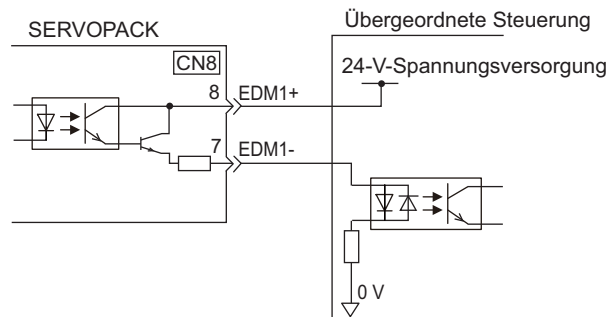 Übergeordnete Steuerung
SERVOPACK
CN8
24-V-Spannungsversorgung
8 EDM1+
7 EDM1-
0 V